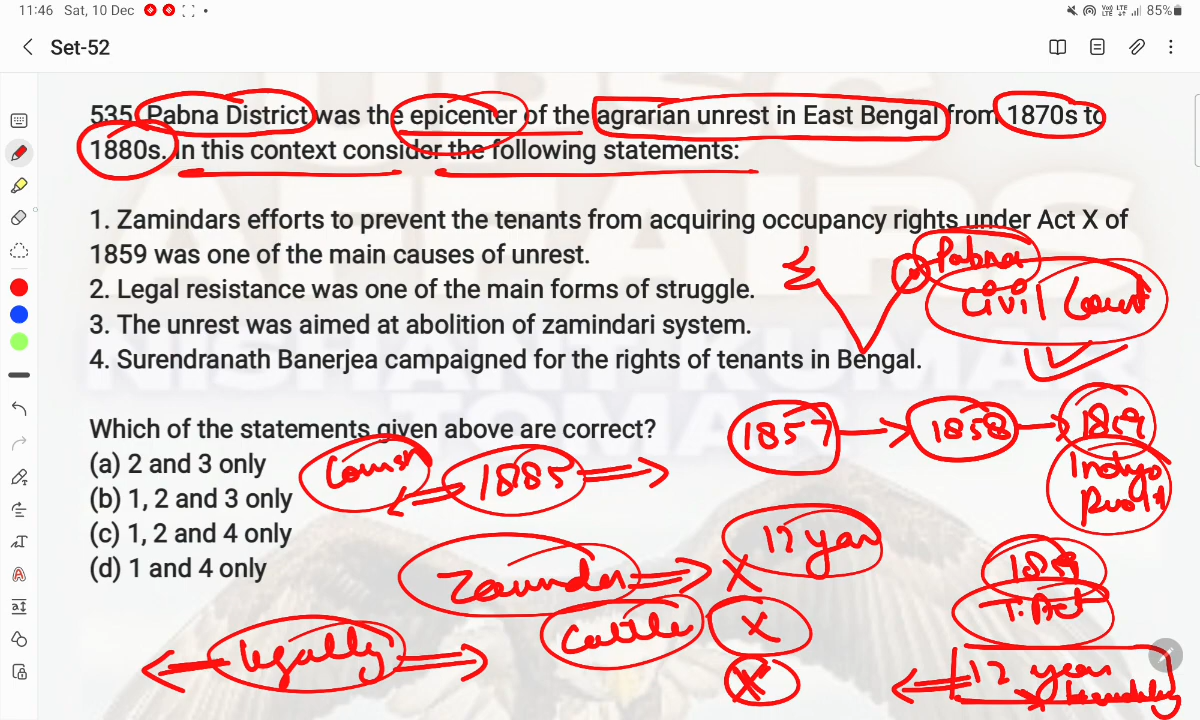 11:46 Sat, 10 Dec
85%
Set-52
535. Pabna District was the epicenter of the agrarian unrest in East Bengal from 1870s to
1880s. In this context consider the following statements:
1. Zamindars efforts to prevent the tenants from acquiring occupancy rights under Act X of
1859 was one of the main causes of unrest.
2. Legal resistance was one of the main forms of struggle.
3. The unrest was aimed at abolition of zamindari system.
4. Surendranath Banerjea campaigned for the rights of tenants in Bengal.
Pabna
Civil Court
Which of the statements given above are correct?
(a) 2 and 3 only
(b) 1, 2 and 3 only
(c) 1, 2 and 4 only
(d) 1 and 4 only
1857
1858
1859
Indigo
Revolt
1885
12 year
Zaminder
Cattle
X
X
X
legally
1859
T. Act
12 year
AFFAIRS
NISHANT KUMAR
TOMAR